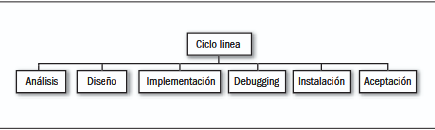 Ciclo linea
Análisis Diseño Implementación Debugging Instalación Aceptación